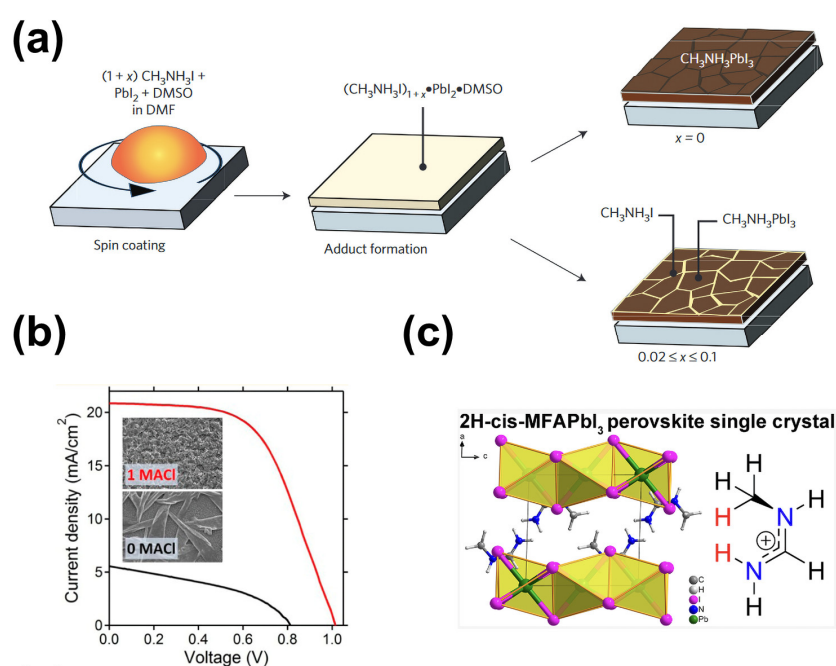 (a)
(1 + x) CH₃NH₃I +
PbI₂ + DMSO
in DMF
Spin coating
(CH₃NH₃I)₁₊ₓ•PbI₂•DMSO
Adduct formation
CH₃NH₃PbI₃
x = 0
CH₃NH₃I
CH₃NH₃PbI₃
0.02 ≤ x ≤ 0.1
(b)
Current density (mA/cm²)
20
15
10
5
0
1 MACl
0 MACl
0.0 0.2 0.4 0.6 0.8 1.0
Voltage (V)
(c)
2H-cis-MFAPbI₃ perovskite single crystal
a
c
C
H
I
N
Pb
H
H
C
H
H
N
H
N
+
H
H